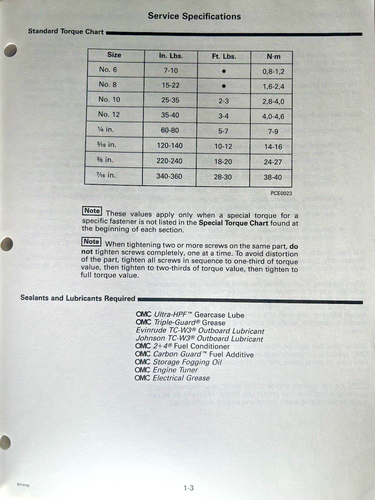 Service Specifications
Standard Torque Chart
Size In. Lbs. Ft. Lbs. N·m
No. 6 7-10 • 0,8-1,2
No. 8 15-22 • 1,6-2,4
No. 10 25-35 2-3 2,8-4,0
No. 12 35-40 3-4 4,0-4,6
¼ in. 60-80 5-7 7-9
5⁄16 in. 120-140 10-12 14-16
⅜ in. 220-240 18-20 24-27
7⁄16 in. 340-360 28-30 38-40
PCE0023
Note These values apply only when a special torque for a
specific fastener is not listed in the Special Torque Chart found at
the beginning of each section.
Note When tightening two or more screws on the same part, do
not tighten screws completely, one at a time. To avoid distortion
of the part, tighten all screws in sequence to one-third of torque
value, then tighten to two-thirds of torque value, then tighten to
full torque value.
Sealants and Lubricants Required
OMC Ultra-HPF™ Gearcase Lube
OMC Triple-Guard® Grease
Evinrude TC-W3® Outboard Lubricant
Johnson TC-W3® Outboard Lubricant
OMC 2+4® Fuel Conditioner
OMC Carbon Guard™ Fuel Additive
OMC Storage Fogging Oil
OMC Engine Tuner
OMC Electrical Grease
1-3